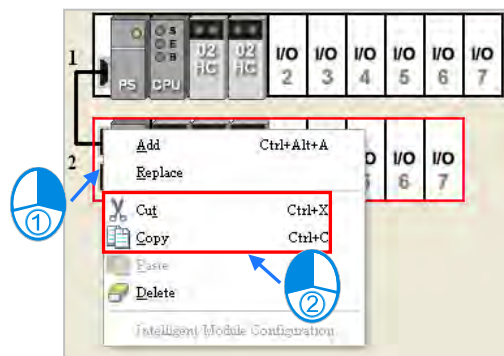 1
S
E
B
PS CPU 02 HC 02 HC I/O 2 I/O 3 I/O 4 I/O 5 I/O 6 I/O 7
2
I/O 6 I/O 7
Add Ctrl+Alt+A
Replace
Cut Ctrl+X
Copy Ctrl+C
Paste
Delete
Intelligent Module Configuration
①
②